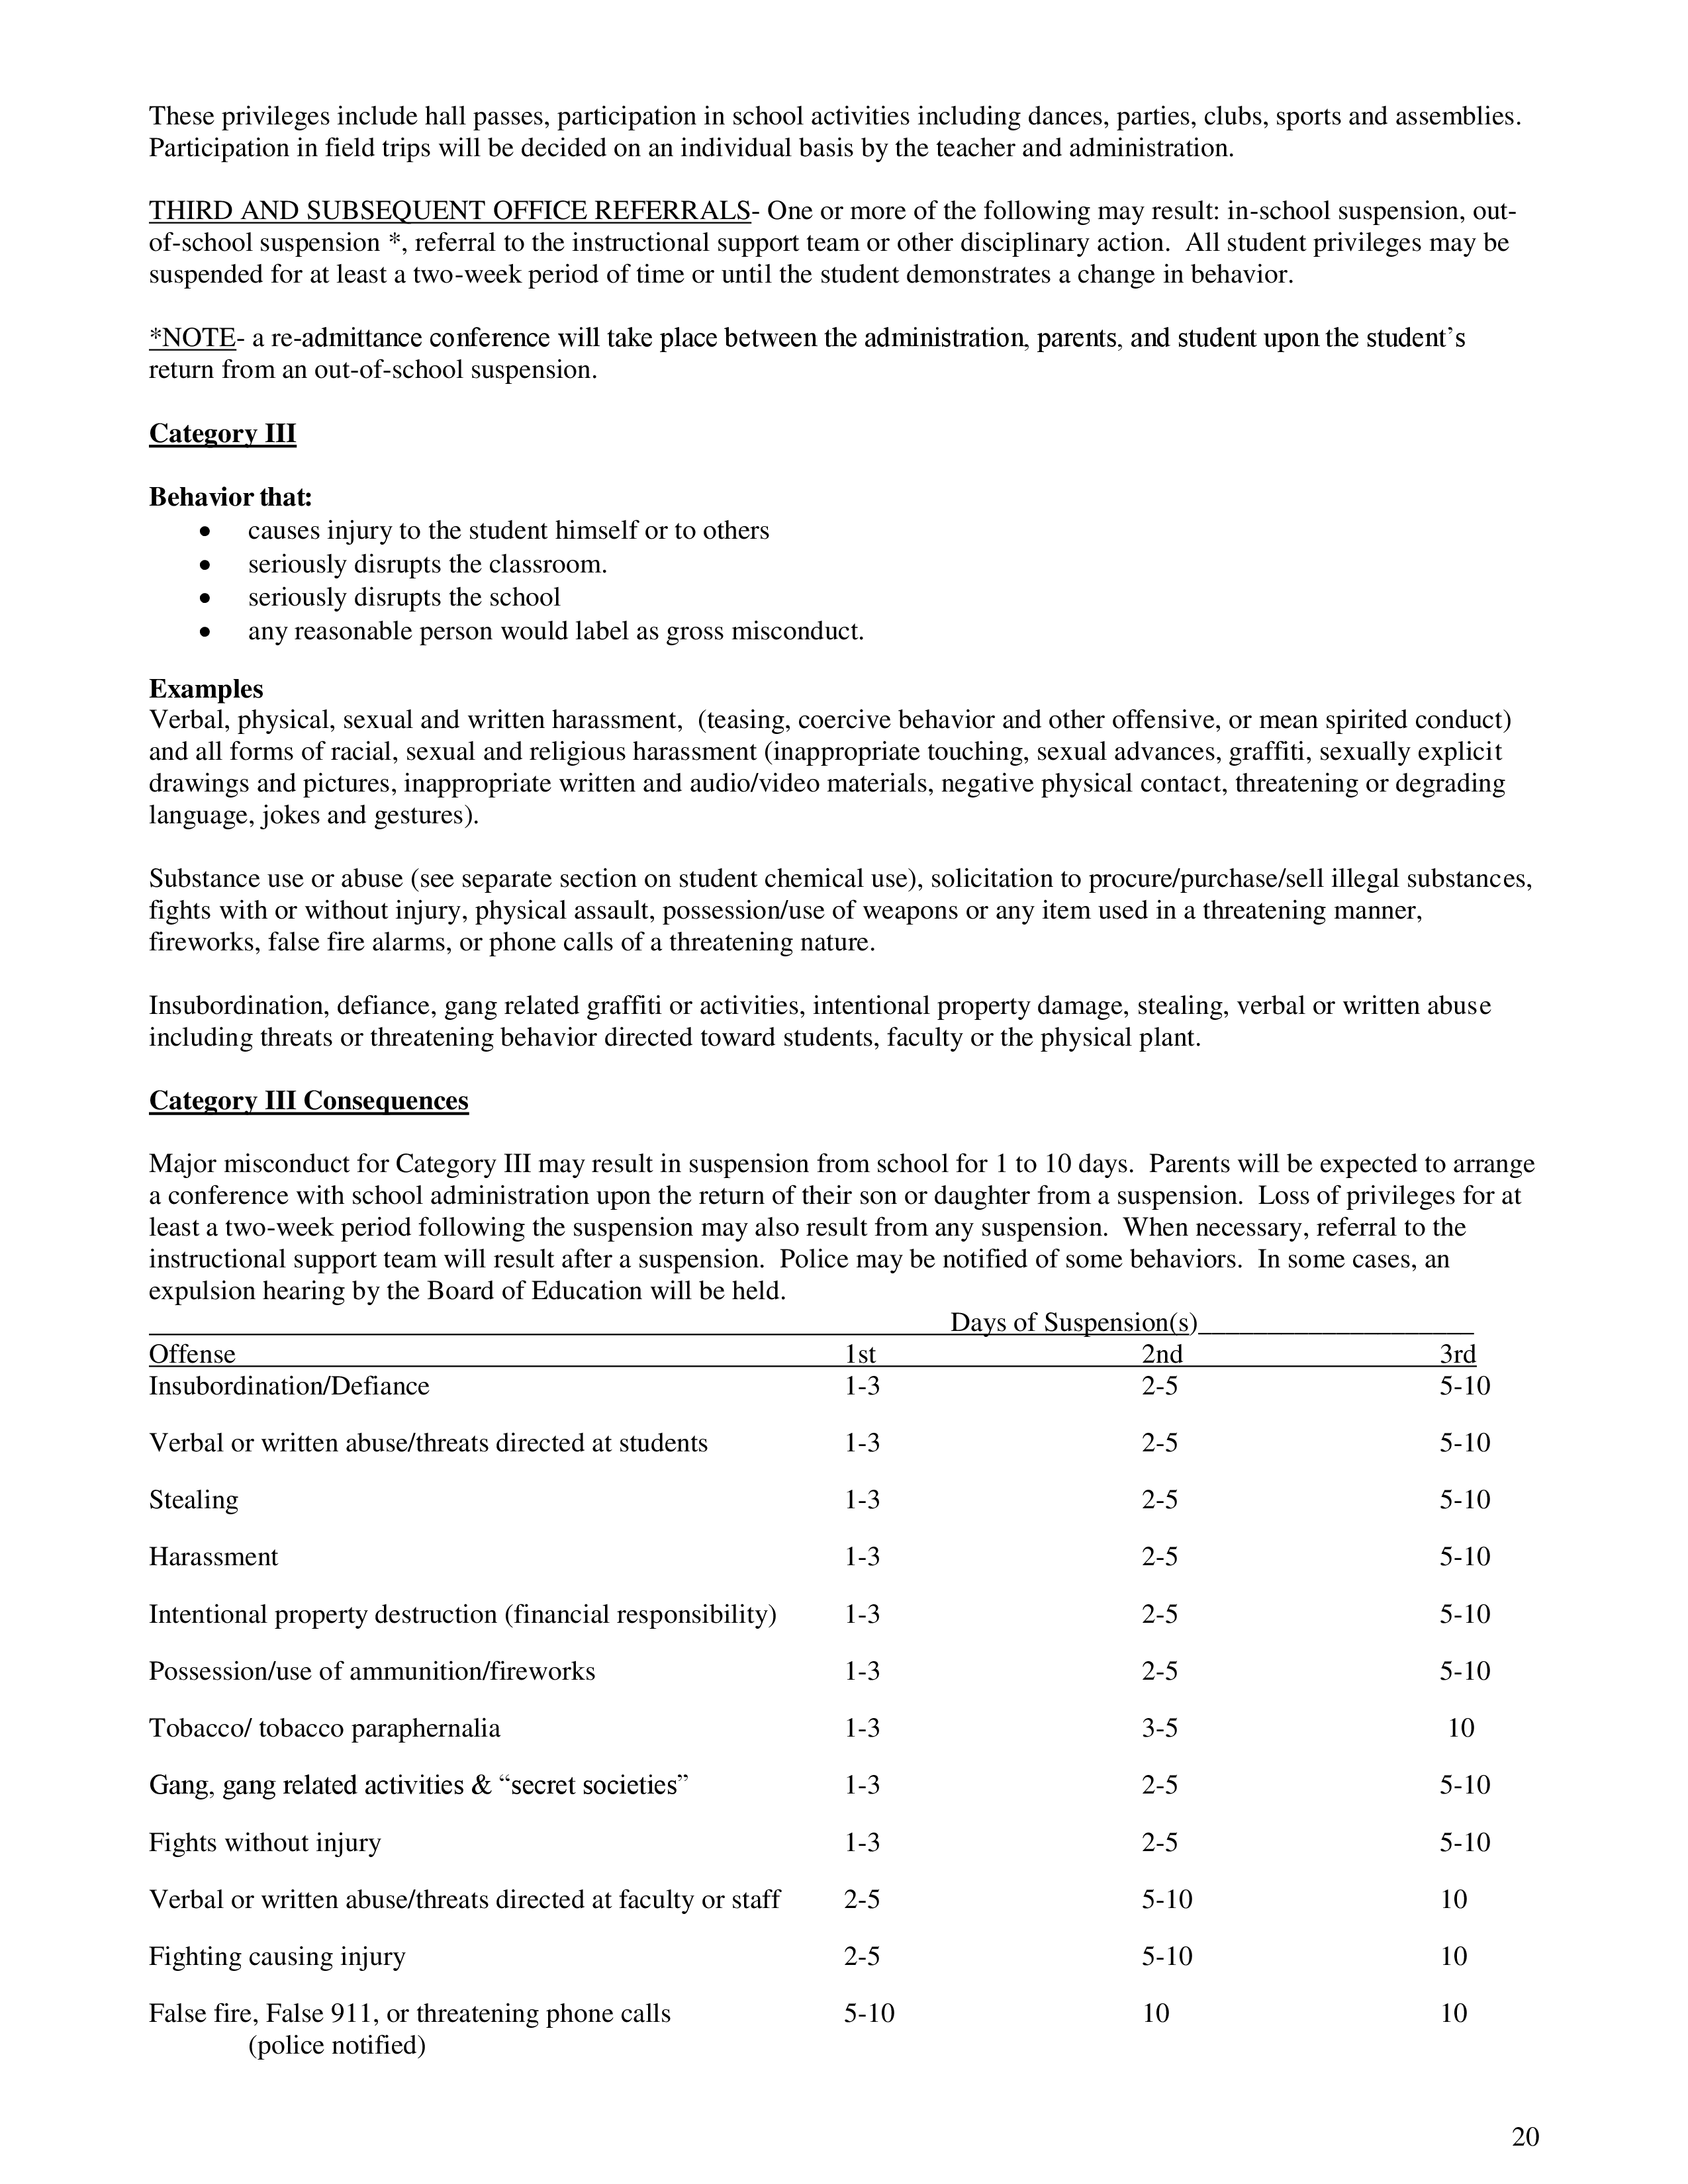 These privileges include hall passes, participation in school activities including dances, parties, clubs, sports and assemblies.
Participation in field trips will be decided on an individual basis by the teacher and administration.
THIRD AND SUBSEQUENT OFFICE REFERRALS- One or more of the following may result: in-school suspension, out-
of-school suspension *, referral to the instructional support team or other disciplinary action.  All student privileges may be
suspended for at least a two-week period of time or until the student demonstrates a change in behavior.
*NOTE- a re-admittance conference will take place between the administration, parents, and student upon the student’s
return from an out-of-school suspension.
Category III
Behavior that:
• causes injury to the student himself or to others
• seriously disrupts the classroom.
• seriously disrupts the school
• any reasonable person would label as gross misconduct.
Examples
Verbal, physical, sexual and written harassment,  (teasing, coercive behavior and other offensive, or mean spirited conduct)
and all forms of racial, sexual and religious harassment (inappropriate touching, sexual advances, graffiti, sexually explicit
drawings and pictures, inappropriate written and audio/video materials, negative physical contact, threatening or degrading
language, jokes and gestures).
Substance use or abuse (see separate section on student chemical use), solicitation to procure/purchase/sell illegal substances,
fights with or without injury, physical assault, possession/use of weapons or any item used in a threatening manner,
fireworks, false fire alarms, or phone calls of a threatening nature.
Insubordination, defiance, gang related graffiti or activities, intentional property damage, stealing, verbal or written abuse
including threats or threatening behavior directed toward students, faculty or the physical plant.
Category III Consequences
Major misconduct for Category III may result in suspension from school for 1 to 10 days.  Parents will be expected to arrange
a conference with school administration upon the return of their son or daughter from a suspension.  Loss of privileges for at
least a two-week period following the suspension may also result from any suspension.  When necessary, referral to the
instructional support team will result after a suspension.  Police may be notified of some behaviors.  In some cases, an
expulsion hearing by the Board of Education will be held.
Days of Suspension(s)____________________
Offense 1st 2nd 3rd
Insubordination/Defiance 1-3 2-5 5-10
Verbal or written abuse/threats directed at students 1-3 2-5 5-10
Stealing 1-3 2-5 5-10
Harassment 1-3 2-5 5-10
Intentional property destruction (financial responsibility) 1-3 2-5 5-10
Possession/use of ammunition/fireworks 1-3 2-5 5-10
Tobacco/ tobacco paraphernalia 1-3 3-5 10
Gang, gang related activities & “secret societies” 1-3 2-5 5-10
Fights without injury 1-3 2-5 5-10
Verbal or written abuse/threats directed at faculty or staff 2-5 5-10 10
Fighting causing injury 2-5 5-10 10
False fire, False 911, or threatening phone calls 5-10 10 10
(police notified)
20